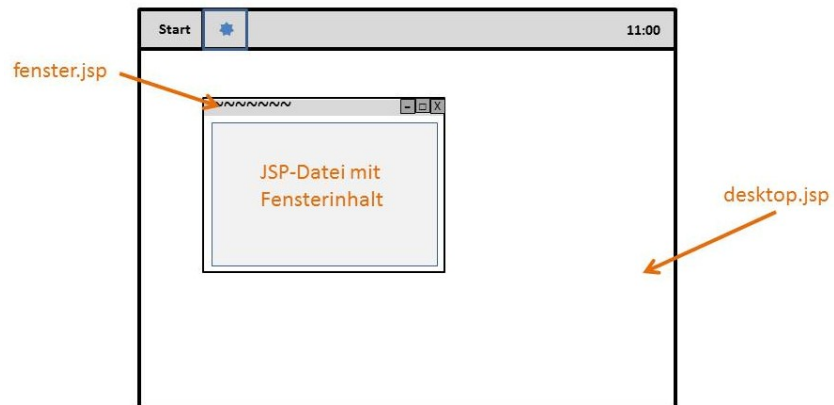 Start
11:00
fenster.jsp
~~~~~~~
- □ X
JSP-Datei mit
Fensterinhalt
desktop.jsp